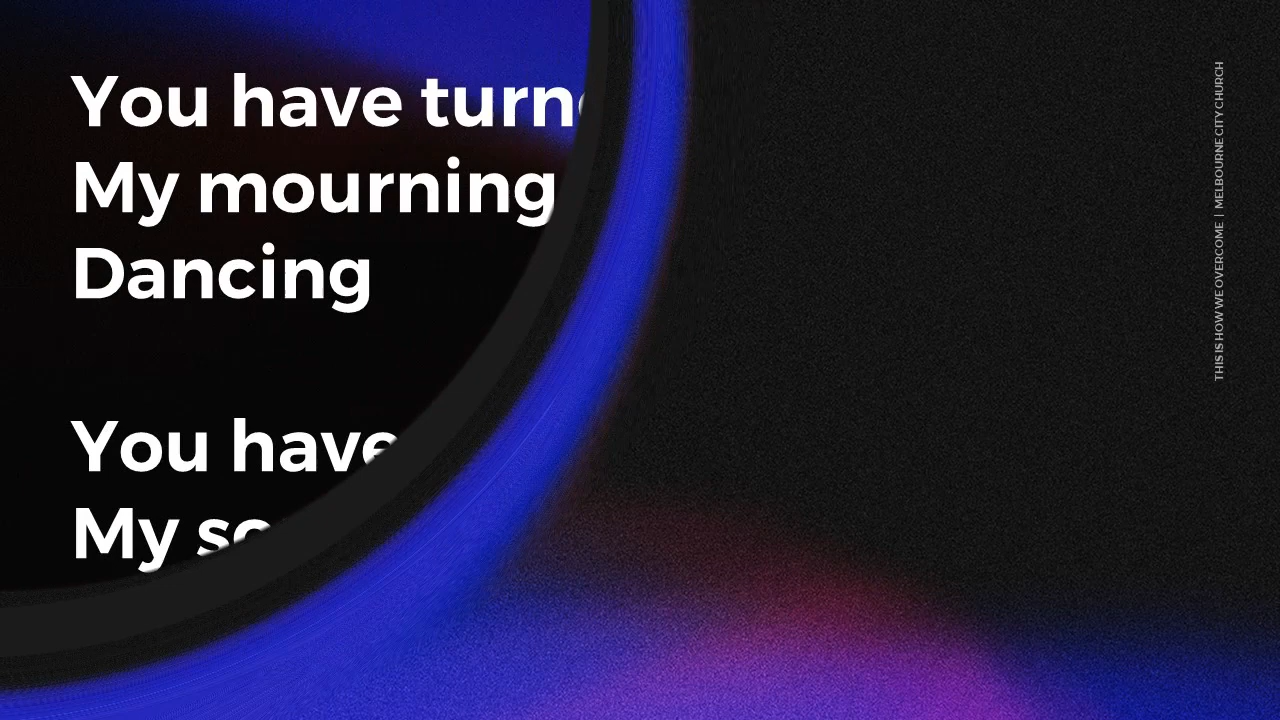 You have turn
My mourning
Dancing
You have
My so
THIS IS HOW WE OVERCOME | MELBOURNE CITY CHURCH